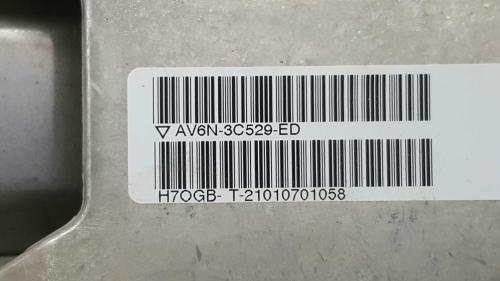 ▽ AV6N-3C529-ED
H7OGB- T-21010701058